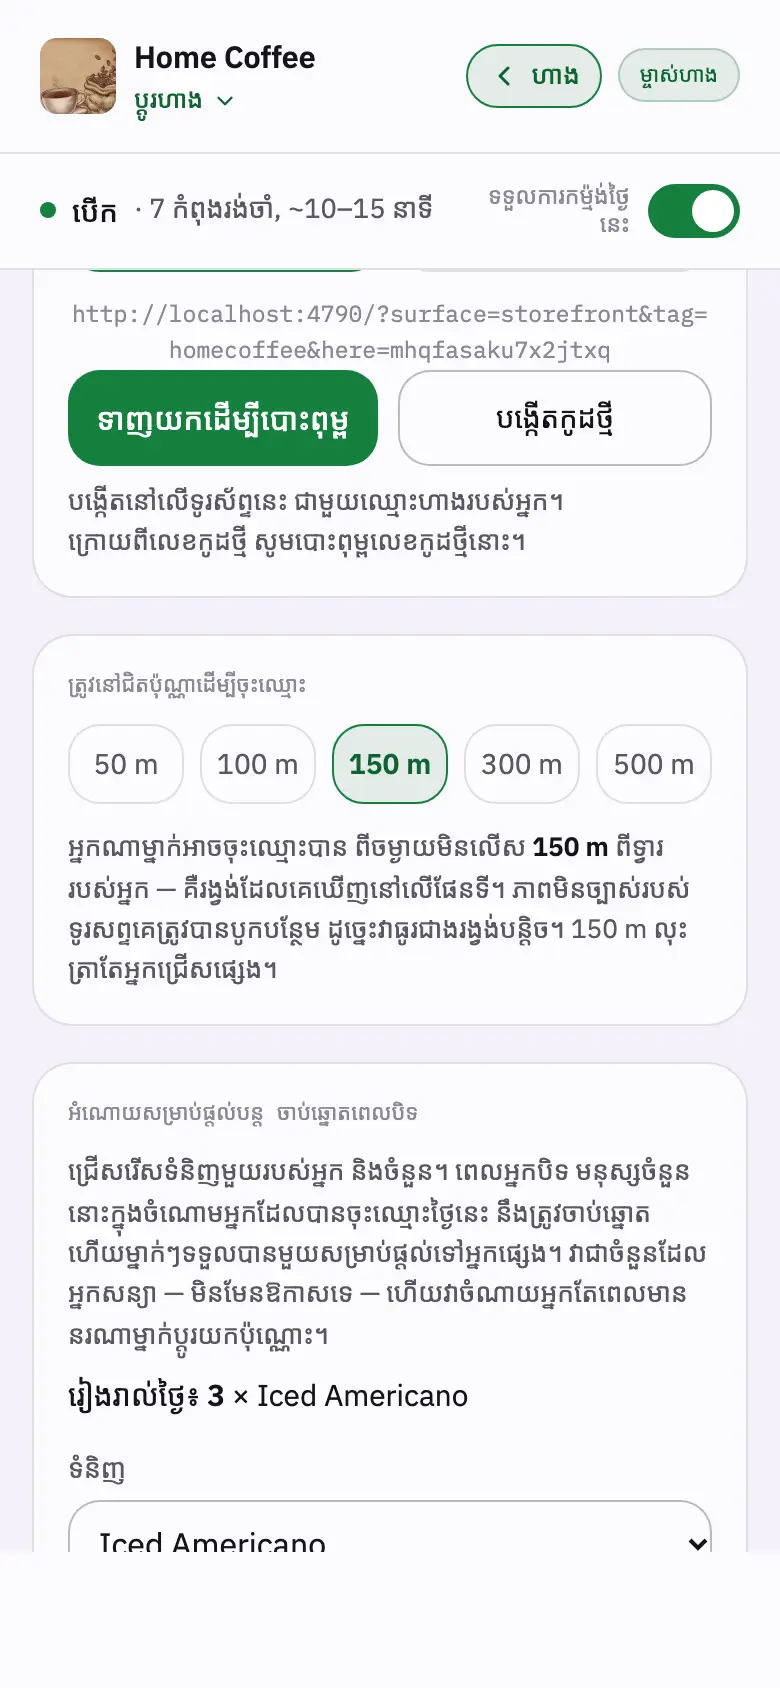 Home Coffee
ប្ដូរហាង
ហាង
ម្ចាស់ហាង
បើក · 7 កំពុងរង់ចាំ, ~10–15 នាទី
ទទួលការកម្ម៉ង់ថ្ងៃ
នេះ
http://localhost:4790/?surface=storefront&tag=
homecoffee&here=mhqfasaku7x2jtxq
ទាញយកដើម្បីបោះពុម្ព
បង្កើតកូដថ្មី
បង្កើតនៅលើទូរស័ព្ទនេះ ជាមួយឈ្មោះហាងរបស់អ្នក។
ក្រោយពីលេខកូដថ្មី សូមបោះពុម្ពលេខកូដថ្មីនោះ។
ត្រូវនៅជិតប៉ុណ្ណាដើម្បីចុះឈ្មោះ
50 m
100 m
150 m
300 m
500 m
អ្នកណាម្នាក់អាចចុះឈ្មោះបាន ពីចម្ងាយមិនលើស 150 m ពីទ្វារ
របស់អ្នក — គឺរង្វង់ដែលគេឃើញនៅលើផែនទី។ ភាពមិនច្បាស់របស់
ទូរសព្ទគេត្រូវបានបូកបន្ថែម ដូច្នេះវាធូរជាងរង្វង់បន្តិច។ 150 m លុះ
ត្រាតែអ្នកជ្រើសផ្សេង។
អំណោយសម្រាប់ផ្ដល់បន្ត ចាប់ឆ្នោតពេលបិទ
ជ្រើសរើសទំនិញមួយរបស់អ្នក និងចំនួន។ ពេលអ្នកបិទ មនុស្សចំនួន
នោះក្នុងចំណោមអ្នកដែលបានចុះឈ្មោះថ្ងៃនេះ នឹងត្រូវចាប់ឆ្នោត
ហើយម្នាក់ៗទទួលបានមួយសម្រាប់ផ្ដល់ទៅអ្នកផ្សេង។ វាជាចំនួនដែល
អ្នកសន្យា — មិនមែនឱកាសទេ — ហើយវាចំណាយអ្នកតែពេលមាន
នរណាម្នាក់ប្ដូរយកប៉ុណ្ណោះ។
រៀងរាល់ថ្ងៃ៖ 3 × Iced Americano
ទំនិញ
Iced Americano